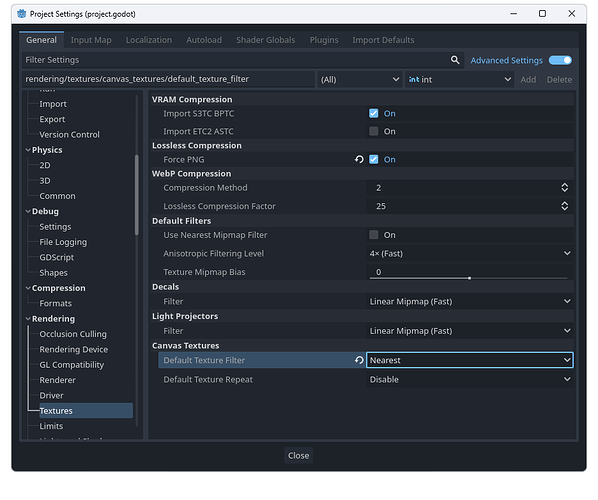 Project Settings (project.godot)
General Input Map Localization Autoload Shader Globals Plugins Import Defaults
Filter Settings Advanced Settings
rendering/textures/canvas_textures/default_texture_filter (All) int int Add Delete
Import
Export
Version Control
Physics
2D
3D
Common
Debug
Settings
File Logging
GDScript
Shapes
Compression
Formats
Rendering
Occlusion Culling
Rendering Device
GL Compatibility
Renderer
Driver
Textures
Limits
VRAM Compression
Import S3TC BPTC On
Import ETC2 ASTC On
Lossless Compression
Force PNG On
WebP Compression
Compression Method 2
Lossless Compression Factor 25
Default Filters
Use Nearest Mipmap Filter On
Anisotropic Filtering Level 4× (Fast)
Texture Mipmap Bias 0
Decals
Filter Linear Mipmap (Fast)
Light Projectors
Filter Linear Mipmap (Fast)
Canvas Textures
Default Texture Filter Nearest
Default Texture Repeat Disable
Close